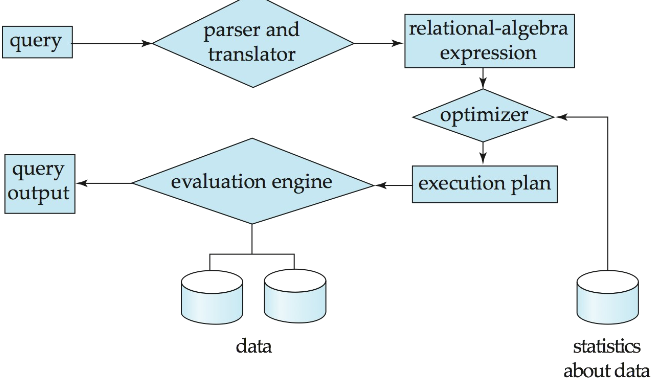 query
parser and
translator
relational-algebra
expression
optimizer
query
output
evaluation engine
execution plan
data
statistics
about data